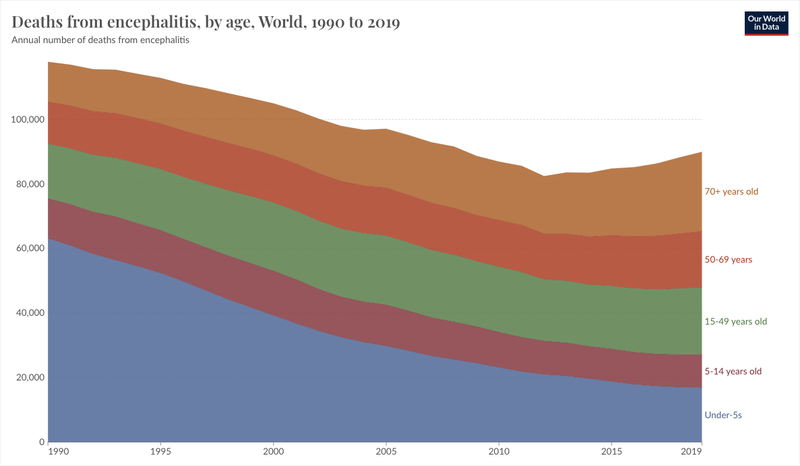 Deaths from encephalitis, by age, World, 1990 to 2019
Annual number of deaths from encephalitis
Our World
in Data
100,000
80,000
60,000
40,000
20,000
0
70+ years old
50-69 years
15-49 years old
5-14 years old
Under-5s
1990
1995
2000
2005
2010
2015
2019